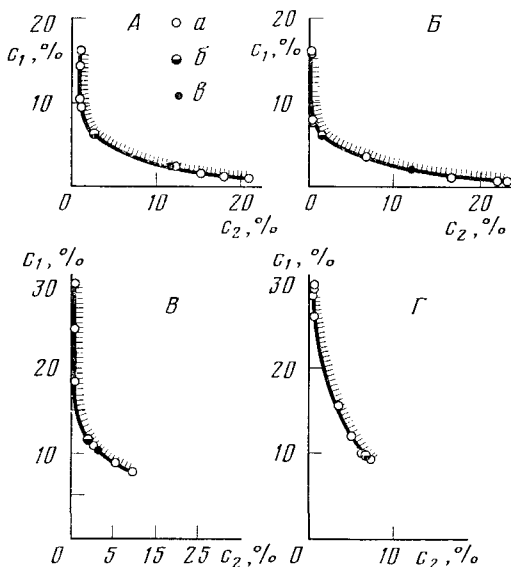 20 А а Б 20
c₁,% б c₁,%
10 в 10
0 10 20 0 10 20
c₂,% c₂,%
c₁,% c₁,%
30 В 30 Г
20 20
10 10
0 5 15 25 c₂,% 0 10 c₂,%